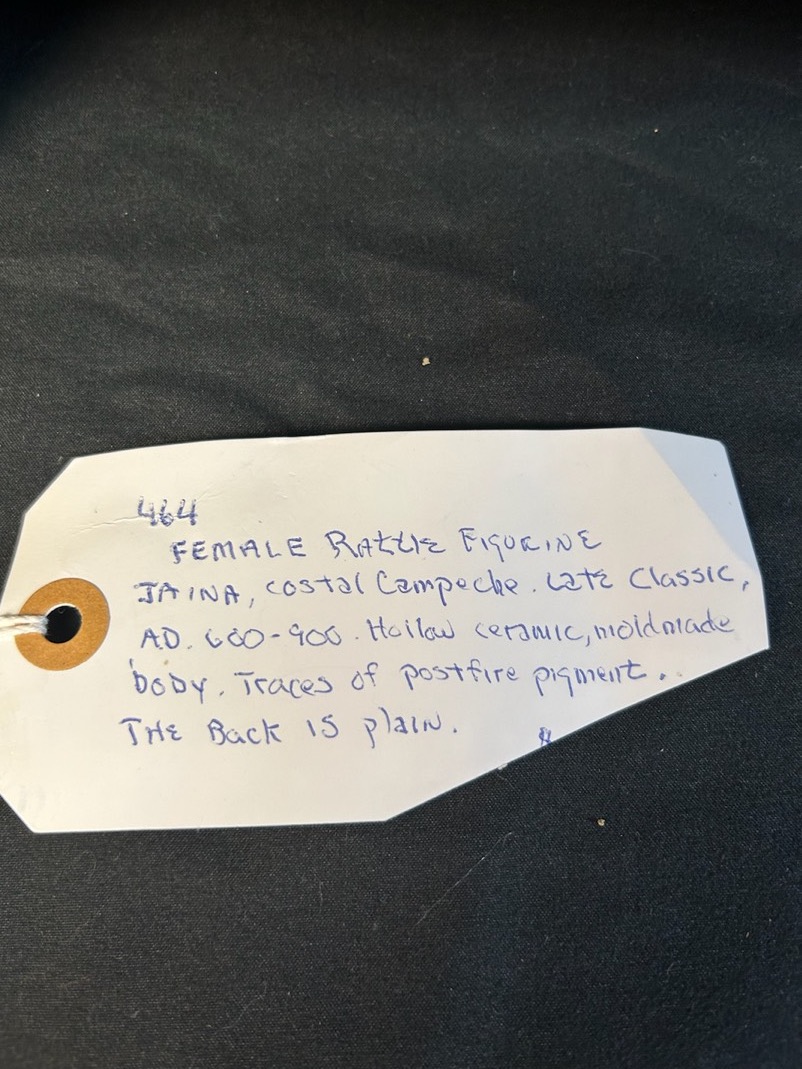 464
FEMALE RATTLE FIGURINE
JAINA, costal Campeche. Late Classic,
A.D. 600-900. Hollow ceramic, moldmade
body. Traces of postfire pigment..
THE Back is plain.